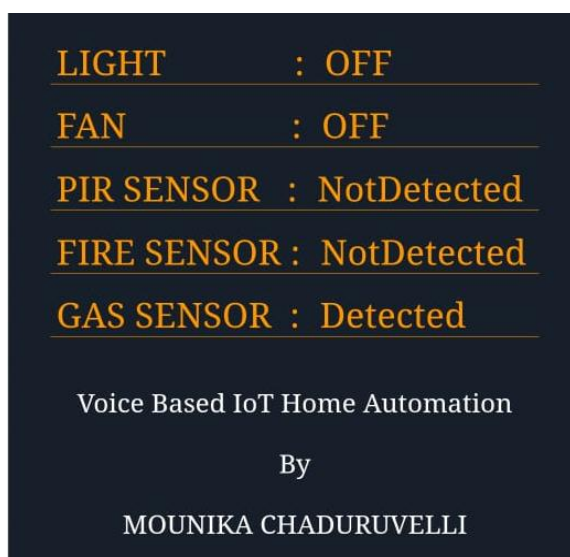 LIGHT : OFF
FAN : OFF
PIR SENSOR : NotDetected
FIRE SENSOR : NotDetected
GAS SENSOR : Detected
Voice Based IoT Home Automation
By
MOUNIKA CHADURUVELLI